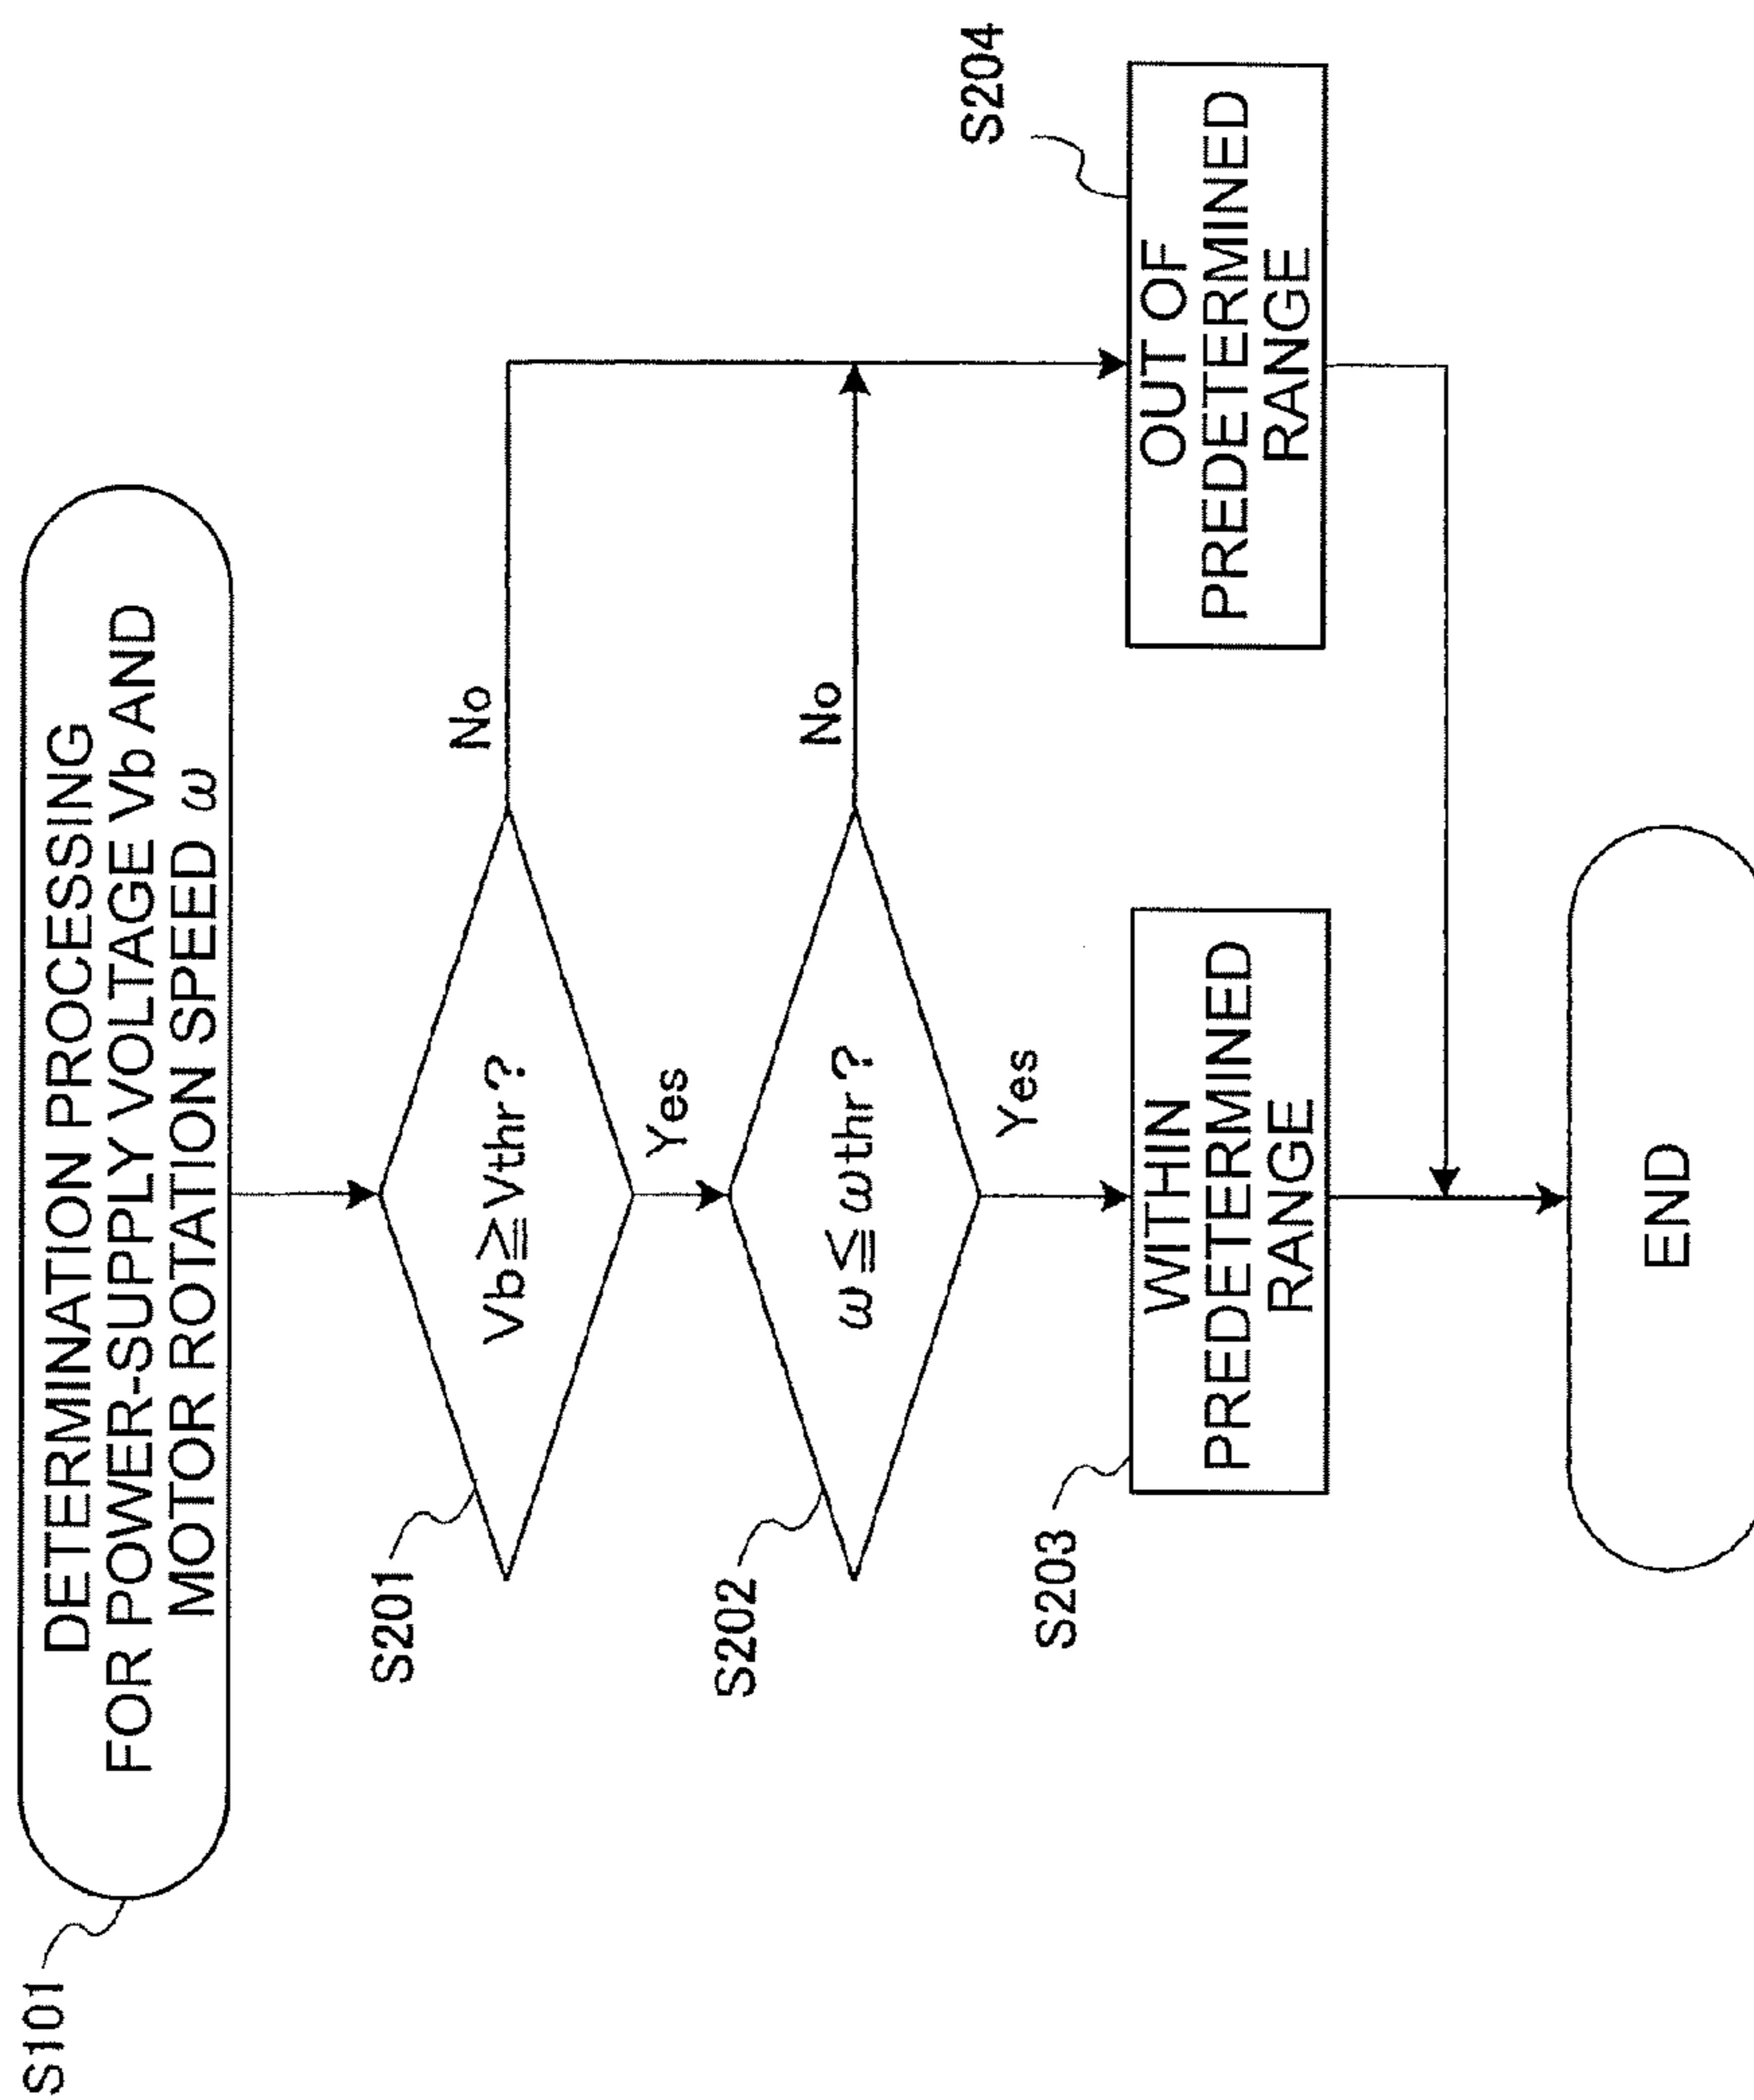 S101
DETERMINATION PROCESSING
FOR POWER-SUPPLY VOLTAGE Vb AND
MOTOR ROTATION SPEED ω
S201
Vb≧Vthr?
No
Yes
S202
ω≦ωthr?
No
Yes
S203
WITHIN
PREDETERMINED
RANGE
S204
OUT OF
PREDETERMINED
RANGE
END